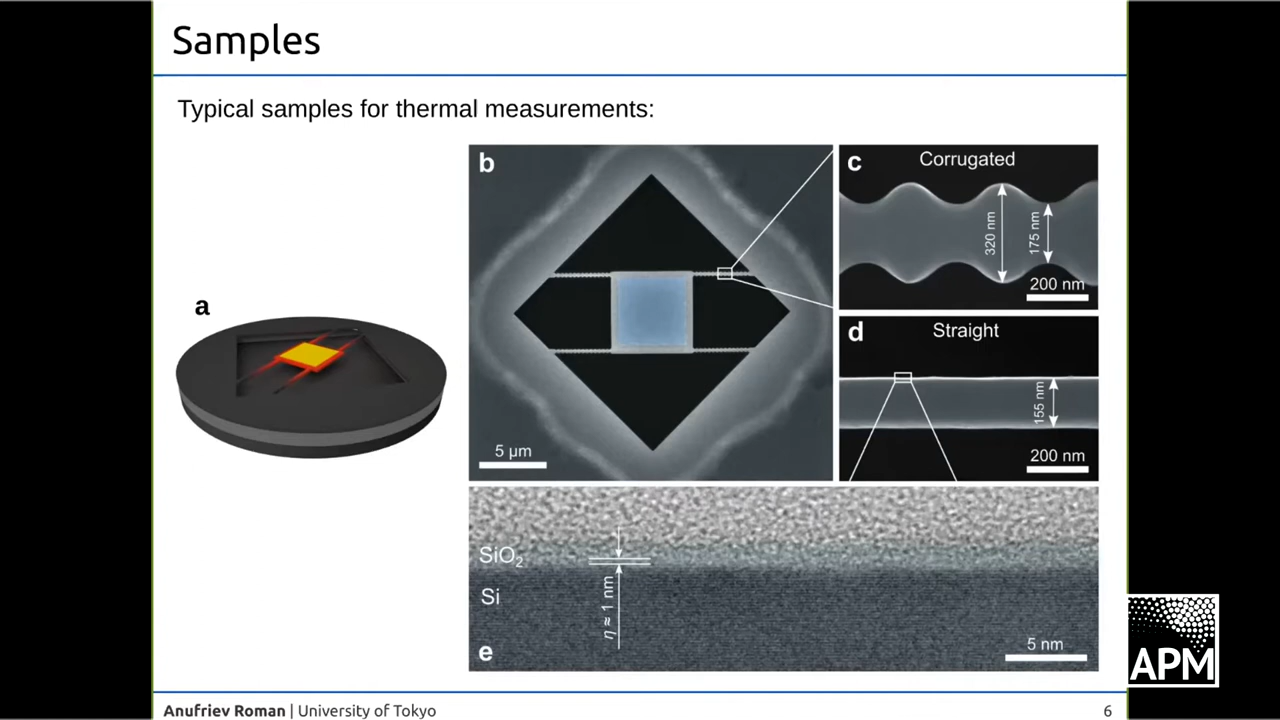 Samples
Typical samples for thermal measurements:
a
b
5 µm
c
Corrugated
320 nm
175 nm
200 nm
d
Straight
155 nm
200 nm
SiO₂
Si
η ≈ 1 nm
e
5 nm
Anufriev Roman | University of Tokyo
6
APM